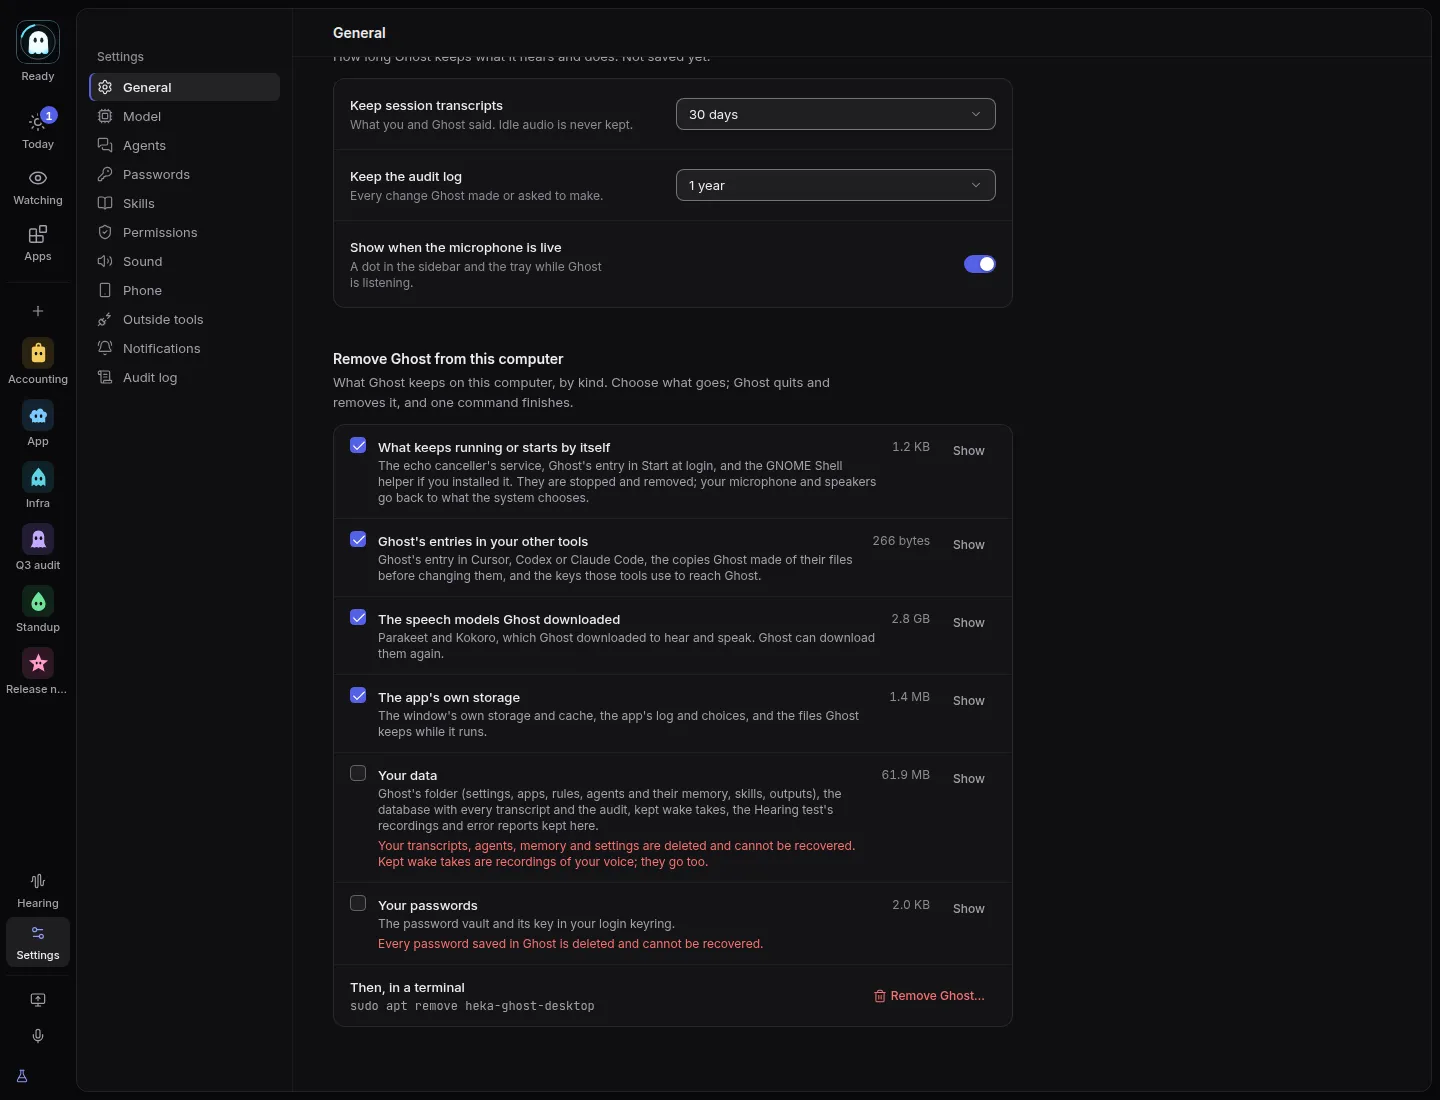 Ready
1
Today
Watching
Apps
Accounting
App
Infra
Q3 audit
Standup
Release n...
Hearing
Settings
Settings
General
Model
Agents
Passwords
Skills
Permissions
Sound
Phone
Outside tools
Notifications
Audit log
General
How long Ghost keeps what it hears and does. Not saved yet.
Keep session transcripts
What you and Ghost said. Idle audio is never kept.
30 days
Keep the audit log
Every change Ghost made or asked to make.
1 year
Show when the microphone is live
A dot in the sidebar and the tray while Ghost
is listening.
Remove Ghost from this computer
What Ghost keeps on this computer, by kind. Choose what goes; Ghost quits and
removes it, and one command finishes.
What keeps running or starts by itself
1.2 KB
Show
The echo canceller's service, Ghost's entry in Start at login, and the GNOME Shell
helper if you installed it. They are stopped and removed; your microphone and speakers
go back to what the system chooses.
Ghost's entries in your other tools
266 bytes
Show
Ghost's entry in Cursor, Codex or Claude Code, the copies Ghost made of their files
before changing them, and the keys those tools use to reach Ghost.
The speech models Ghost downloaded
2.8 GB
Show
Parakeet and Kokoro, which Ghost downloaded to hear and speak. Ghost can download
them again.
The app's own storage
1.4 MB
Show
The window's own storage and cache, the app's log and choices, and the files Ghost
keeps while it runs.
Your data
61.9 MB
Show
Ghost's folder (settings, apps, rules, agents and their memory, skills, outputs), the
database with every transcript and the audit, kept wake takes, the Hearing test's
recordings and error reports kept here.
Your transcripts, agents, memory and settings are deleted and cannot be recovered.
Kept wake takes are recordings of your voice; they go too.
Your passwords
2.0 KB
Show
The password vault and its key in your login keyring.
Every password saved in Ghost is deleted and cannot be recovered.
Then, in a terminal
sudo apt remove heka-ghost-desktop
Remove Ghost...